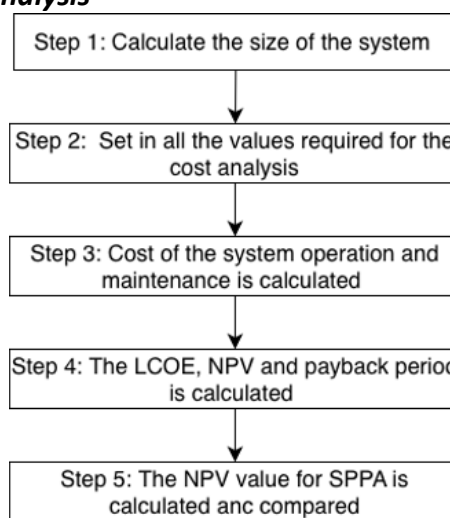 nalysis
Step 1: Calculate the size of the system
Step 2: Set in all the values required for the
cost analysis
Step 3: Cost of the system operation and
maintenance is calculated
Step 4: The LCOE, NPV and payback period
is calculated
Step 5: The NPV value for SPPA is
calculated anc compared